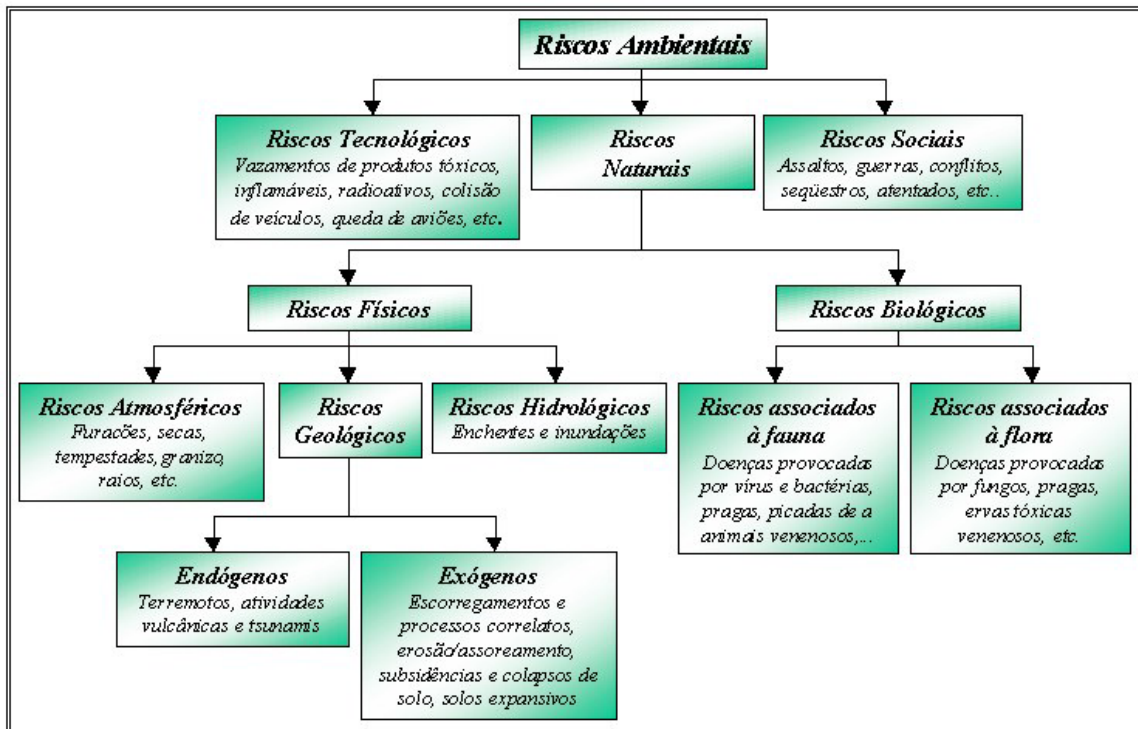 Riscos Ambientais
Riscos Tecnológicos
Vazamentos de produtos tóxicos,
inflamáveis, radioativos, colisão
de veículos, queda de aviões, etc.
Riscos
Naturais
Riscos Sociais
Assaltos, guerras, conflitos,
seqüestros, atentados, etc..
Riscos Físicos
Riscos Biológicos
Riscos Atmosféricos
Furacões, secas,
tempestades, granizo,
raios, etc.
Riscos
Geológicos
Riscos Hidrológicos
Enchentes e inundações
Riscos associados
à fauna
Doenças provocadas
por vírus e bactérias,
pragas, picadas de a
animais venenosos,...
Riscos associados
à flora
Doenças provocadas
por fungos, pragas,
ervas tóxicas
venenosos, etc.
Endógenos
Terremotos, atividades
vulcânicas e tsunamis
Exógenos
Escorregamentos e
processos correlatos,
erosão/assoreamento,
subsidências e colapsos de
solo, solos expansivos